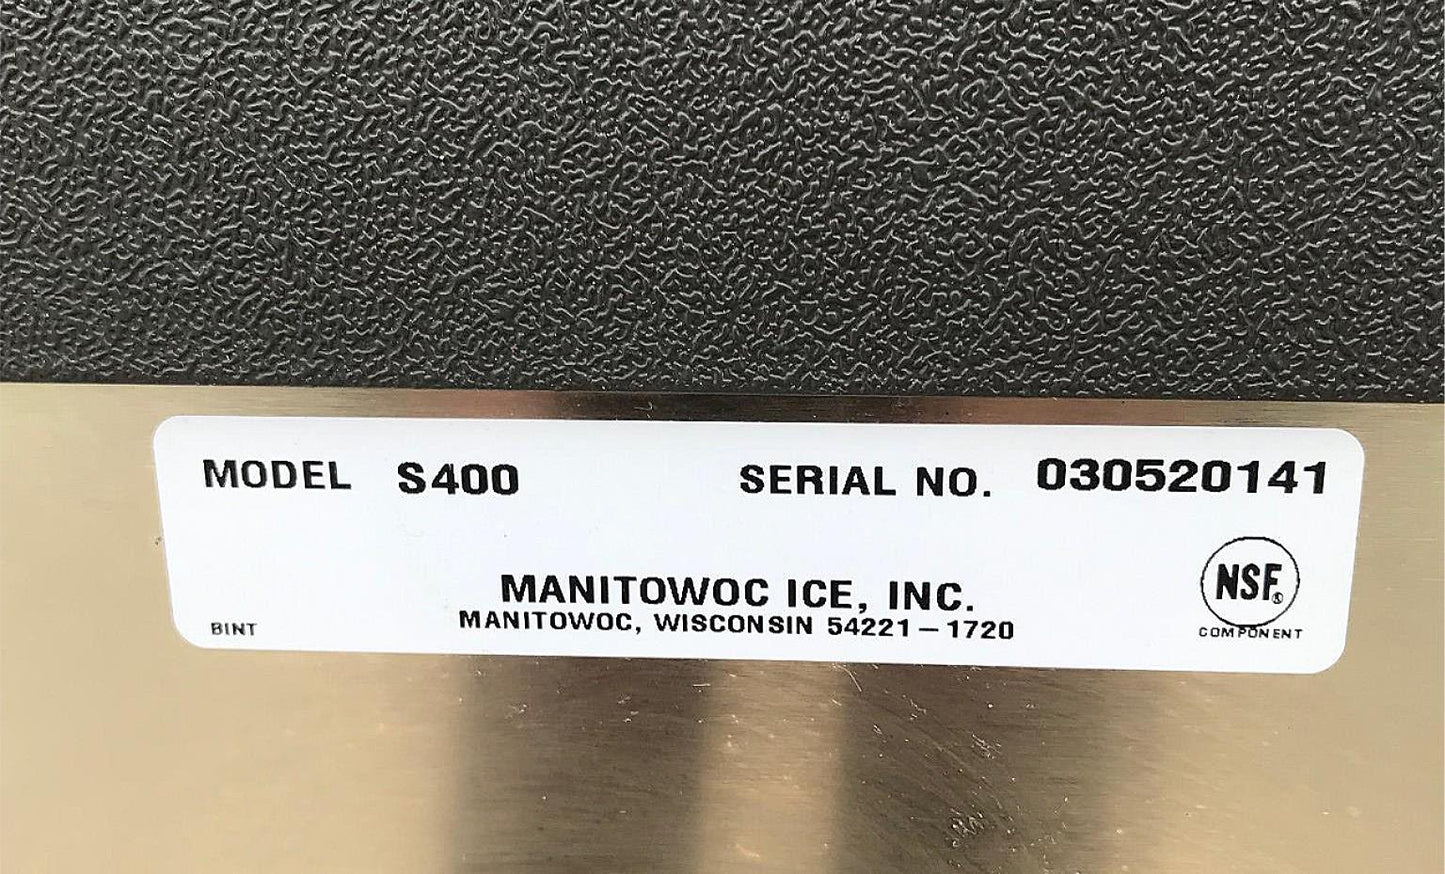 MODEL S400 SERIAL NO. 030520141
MANITOWOC ICE, INC.
MANITOWOC, WISCONSIN 54221-1720
BINT
NSF®
COMPONENT